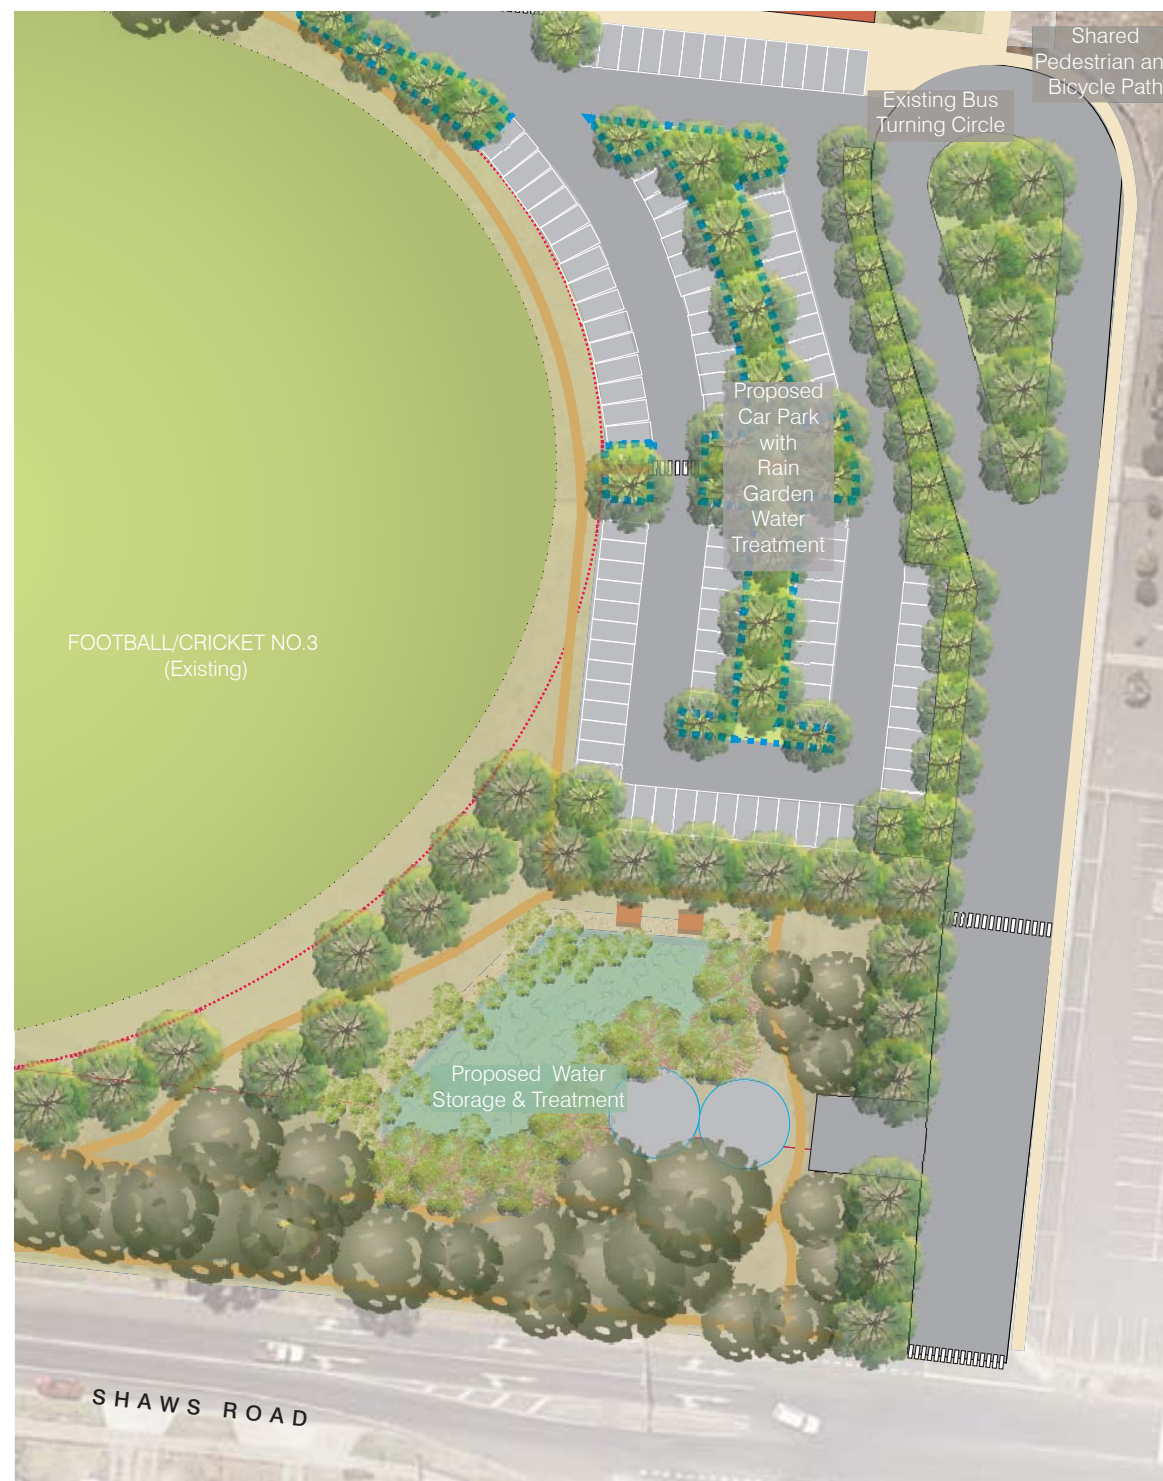 Shared
Pedestrian an
Bicycle Path
Existing Bus
Turning Circle
Proposed
Car Park
with
Rain
Garden
Water
Treatment
FOOTBALL/CRICKET NO.3
(Existing)
Proposed Water
Storage & Treatment
SHAWS ROAD